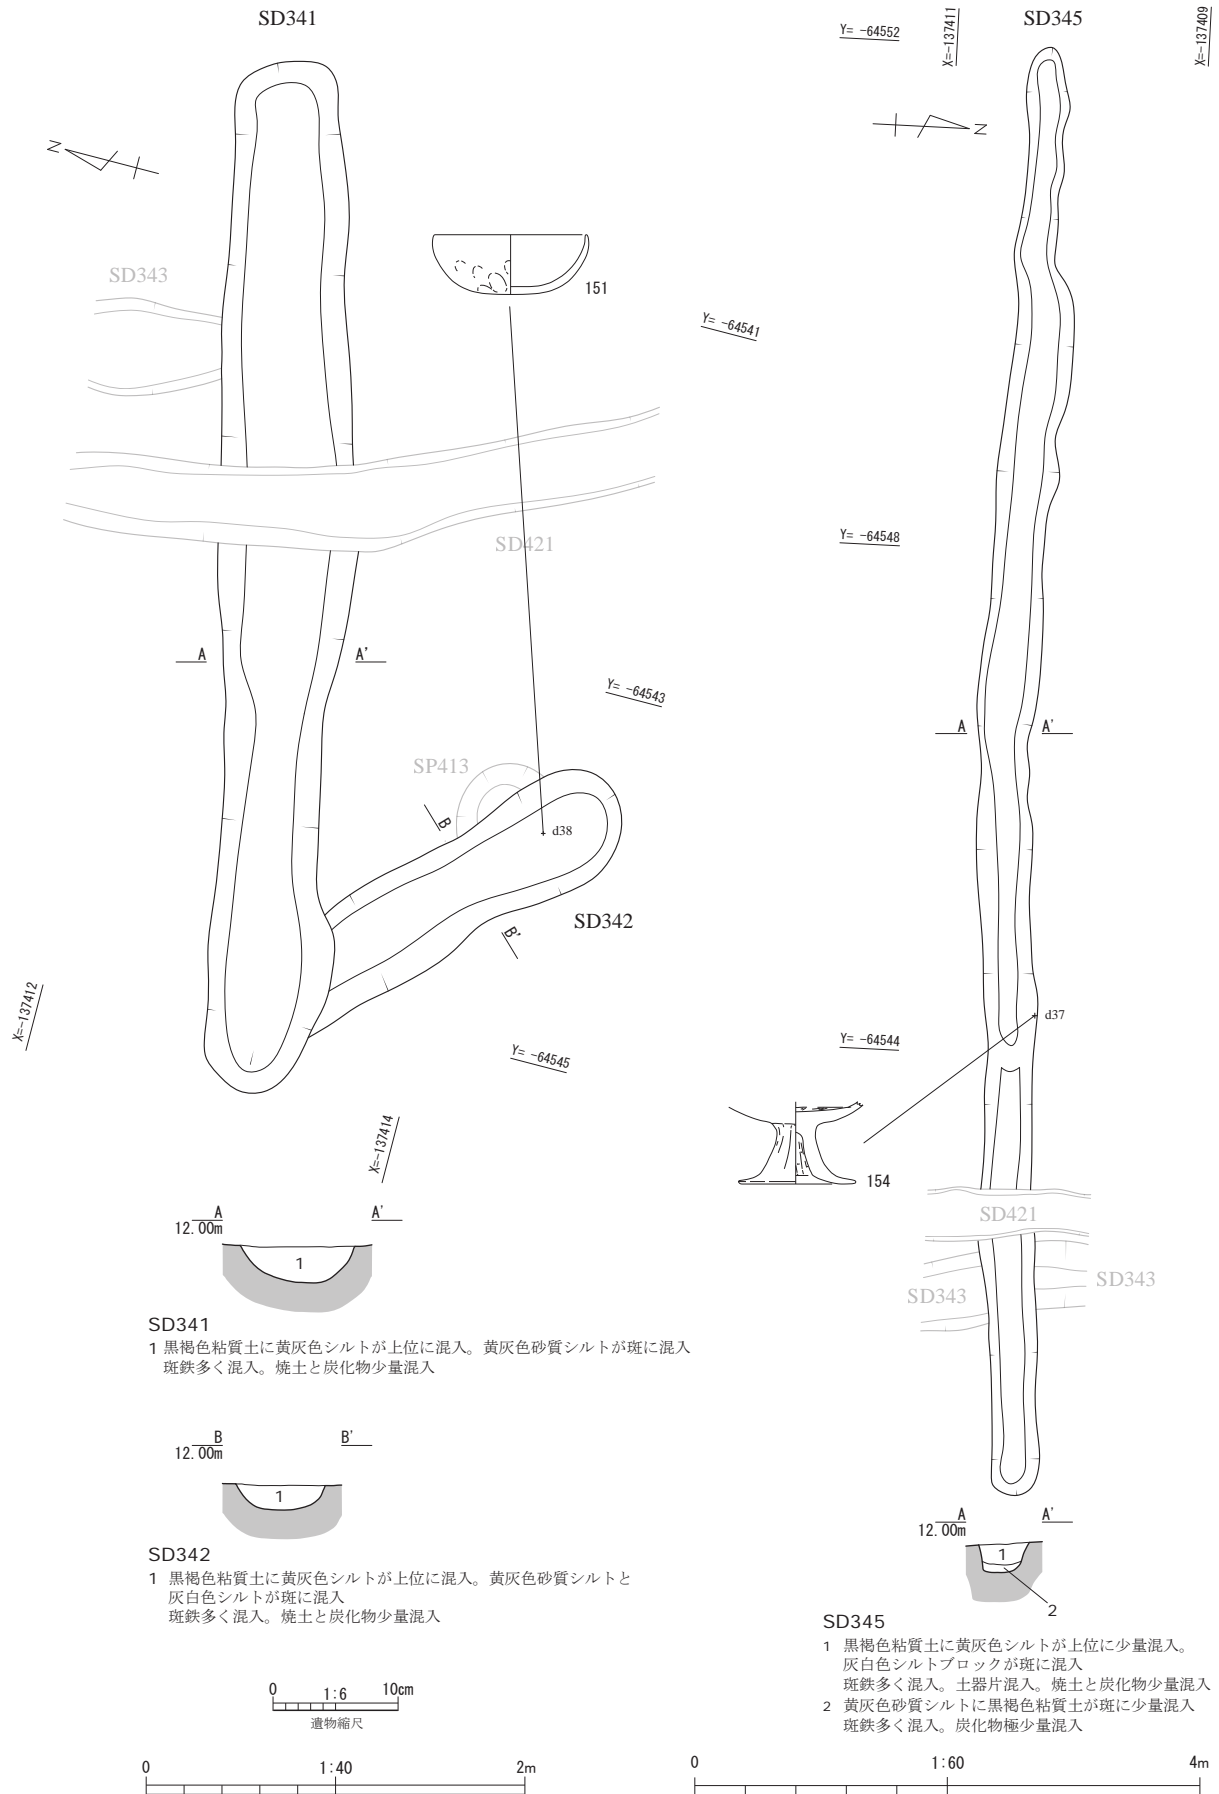 SD341
SD345
Y= -64552
X=-137411
X=-137409
N
N
SD343
151
Y= -64541
SD421
Y= -64548
A
A'
Y= -64543
SP413
B
d38
A
A'
SD342
B'
X=-137412
d37
Y= -64545
Y= -64544
X=-137414
154
A
A'
12.00m
1
SD421
SD343
SD343
SD341
1 黒褐色粘質土に黄灰色シルトが上位に混入。黄灰色砂質シルトが斑に混入
斑鉄多く混入。焼土と炭化物少量混入
B
B'
12.00m
1
SD342
1 黒褐色粘質土に黄灰色シルトが上位に混入。黄灰色砂質シルトと
灰白色シルトが斑に混入
斑鉄多く混入。焼土と炭化物少量混入
A
A'
12.00m
1
2
SD345
1 黒褐色粘質土に黄灰色シルトが上位に少量混入。
灰白色シルトブロックが斑に混入
斑鉄多く混入。土器片混入。焼土と炭化物少量混入
2 黄灰色砂質シルトに黒褐色粘質土が斑に少量混入
斑鉄多く混入。炭化物極少量混入
0 1:6 10cm
遺物縮尺
0 1:40 2m
0 1:60 4m